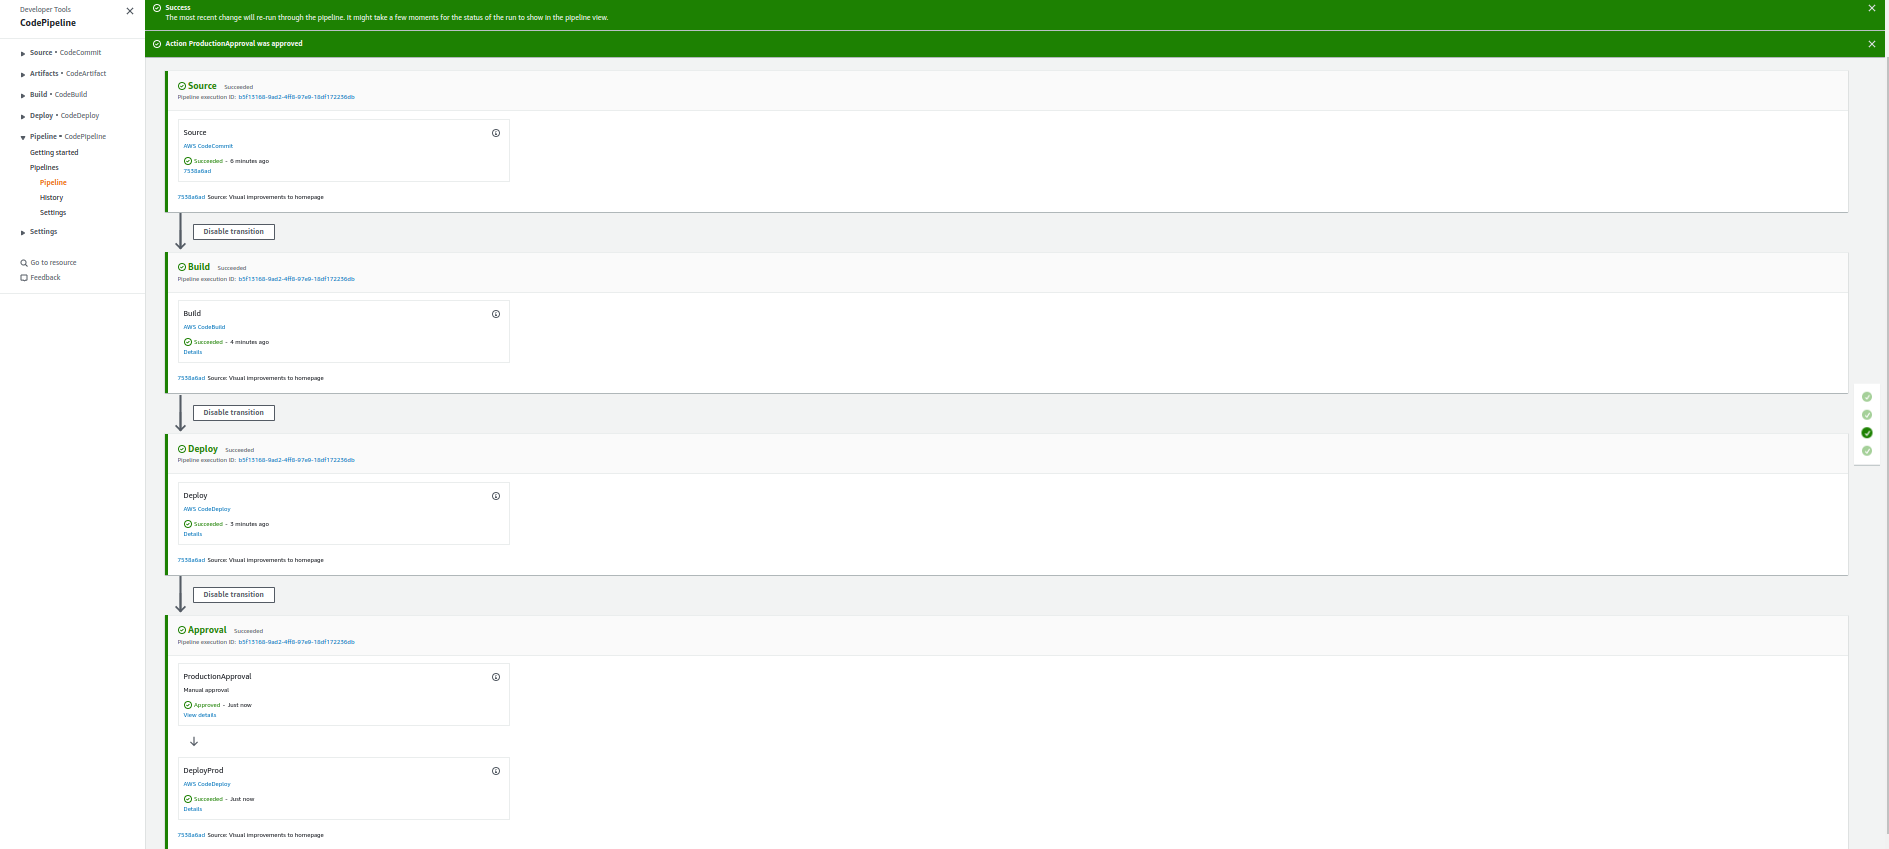 Developer Tools
CodePipeline
Source • CodeCommit
Artifacts • CodeArtifact
Build • CodeBuild
Deploy • CodeDeploy
Pipeline • CodePipeline
Getting started
Pipelines
Pipeline
History
Settings
Settings
Go to resource
Feedback
Success
The most recent change will re-run through the pipeline. It might take a few moments for the status of the run to show in the pipeline view.
Action ProductionApproval was approved
Source Succeeded
Pipeline execution ID: b5f13168-9ad2-4ff8-97e9-18df172236db
Source
AWS CodeCommit
Succeeded - 6 minutes ago
7538a6ad
7538a6ad Source: Visual improvements to homepage
Disable transition
Build Succeeded
Pipeline execution ID: b5f13168-9ad2-4ff8-97e9-18df172236db
Build
AWS CodeBuild
Succeeded - 4 minutes ago
Details
7538a6ad Source: Visual improvements to homepage
Disable transition
Deploy Succeeded
Pipeline execution ID: b5f13168-9ad2-4ff8-97e9-18df172236db
Deploy
AWS CodeDeploy
Succeeded - 3 minutes ago
Details
7538a6ad Source: Visual improvements to homepage
Disable transition
Approval Succeeded
Pipeline execution ID: b5f13168-9ad2-4ff8-97e9-18df172236db
ProductionApproval
Manual approval
Approved - Just now
View details
DeployProd
AWS CodeDeploy
Succeeded - Just now
Details
7538a6ad Source: Visual improvements to homepage